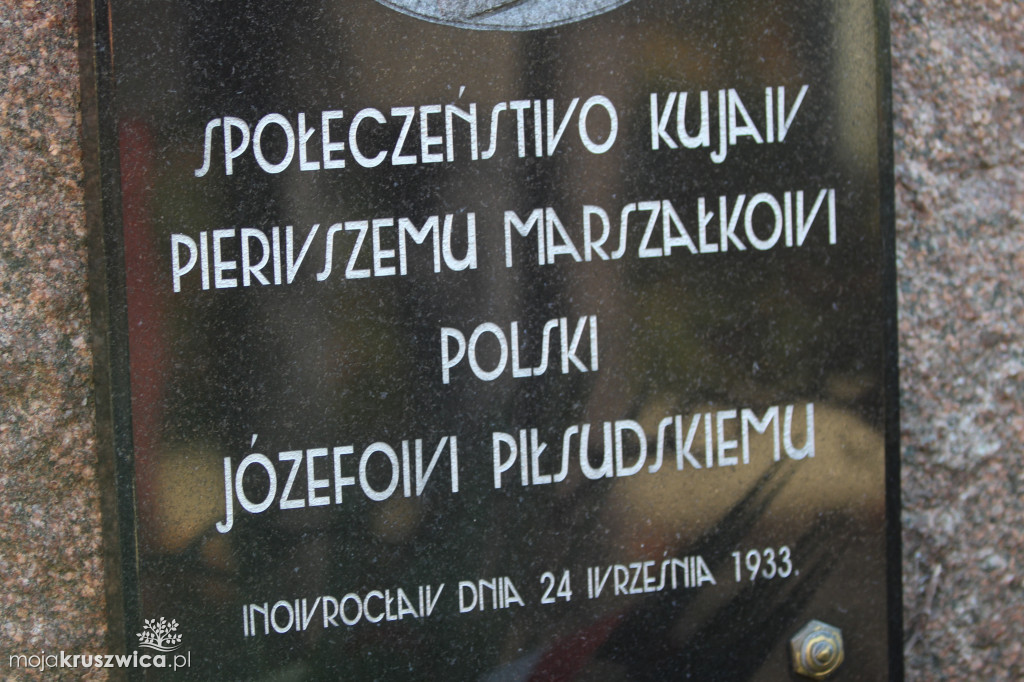 SPOŁECZEŃSTWO KUJAW
PIERWSZEMU MARSZAŁKOWI
POLSKI
JÓZEFOWI PIŁSUDSKIEMU
INOWROCŁAW DNIA 24 WRZEŚNIA 1933.
mojakruszwica.pl